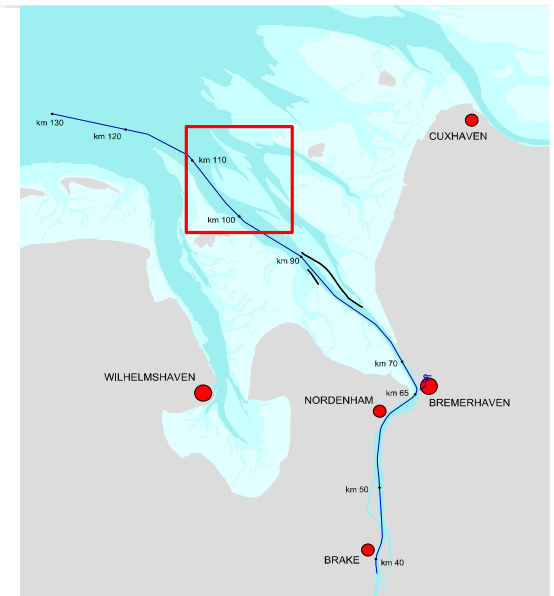 km 130
km 120
CUXHAVEN
km 110
km 100
km 90
km 70
WILHELMSHAVEN
km 65
NORDENHAM
BREMERHAVEN
km 50
BRAKE
km 40